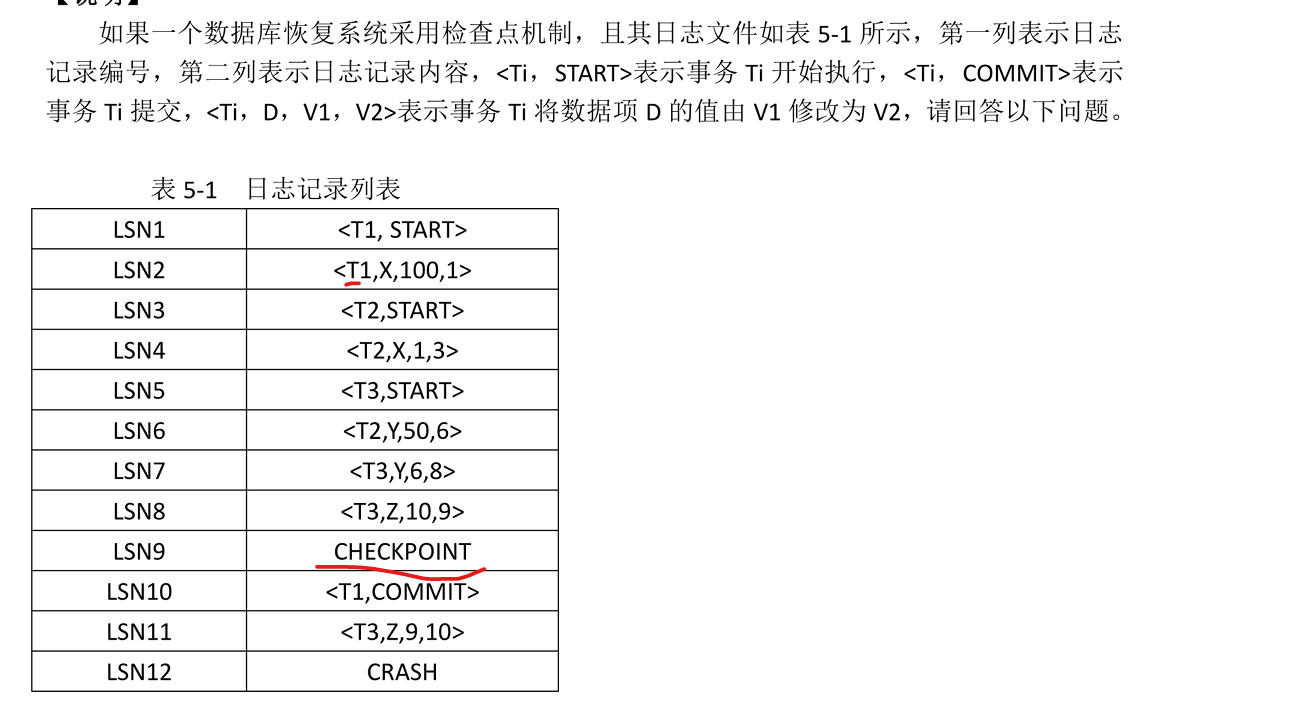 【说明】
如果一个数据库恢复系统采用检查点机制，且其日志文件如表 5-1 所示，第一列表示日志
记录编号，第二列表示日志记录内容，<Ti，START>表示事务 Ti 开始执行，<Ti，COMMIT>表示
事务 Ti 提交，<Ti，D，V1，V2>表示事务 Ti 将数据项 D 的值由 V1 修改为 V2，请回答以下问题。
表 5-1 日志记录列表
LSN1 <T1, START>
LSN2 <T1,X,100,1>
LSN3 <T2,START>
LSN4 <T2,X,1,3>
LSN5 <T3,START>
LSN6 <T2,Y,50,6>
LSN7 <T3,Y,6,8>
LSN8 <T3,Z,10,9>
LSN9 CHECKPOINT
LSN10 <T1,COMMIT>
LSN11 <T3,Z,9,10>
LSN12 CRASH